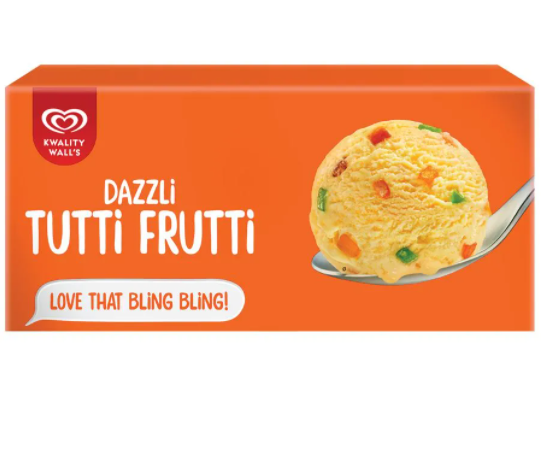 KWALITY
WALL'S
DAZZLi
TUTTi FRUTTi
LOVE THAT BLiNG BLiNG!